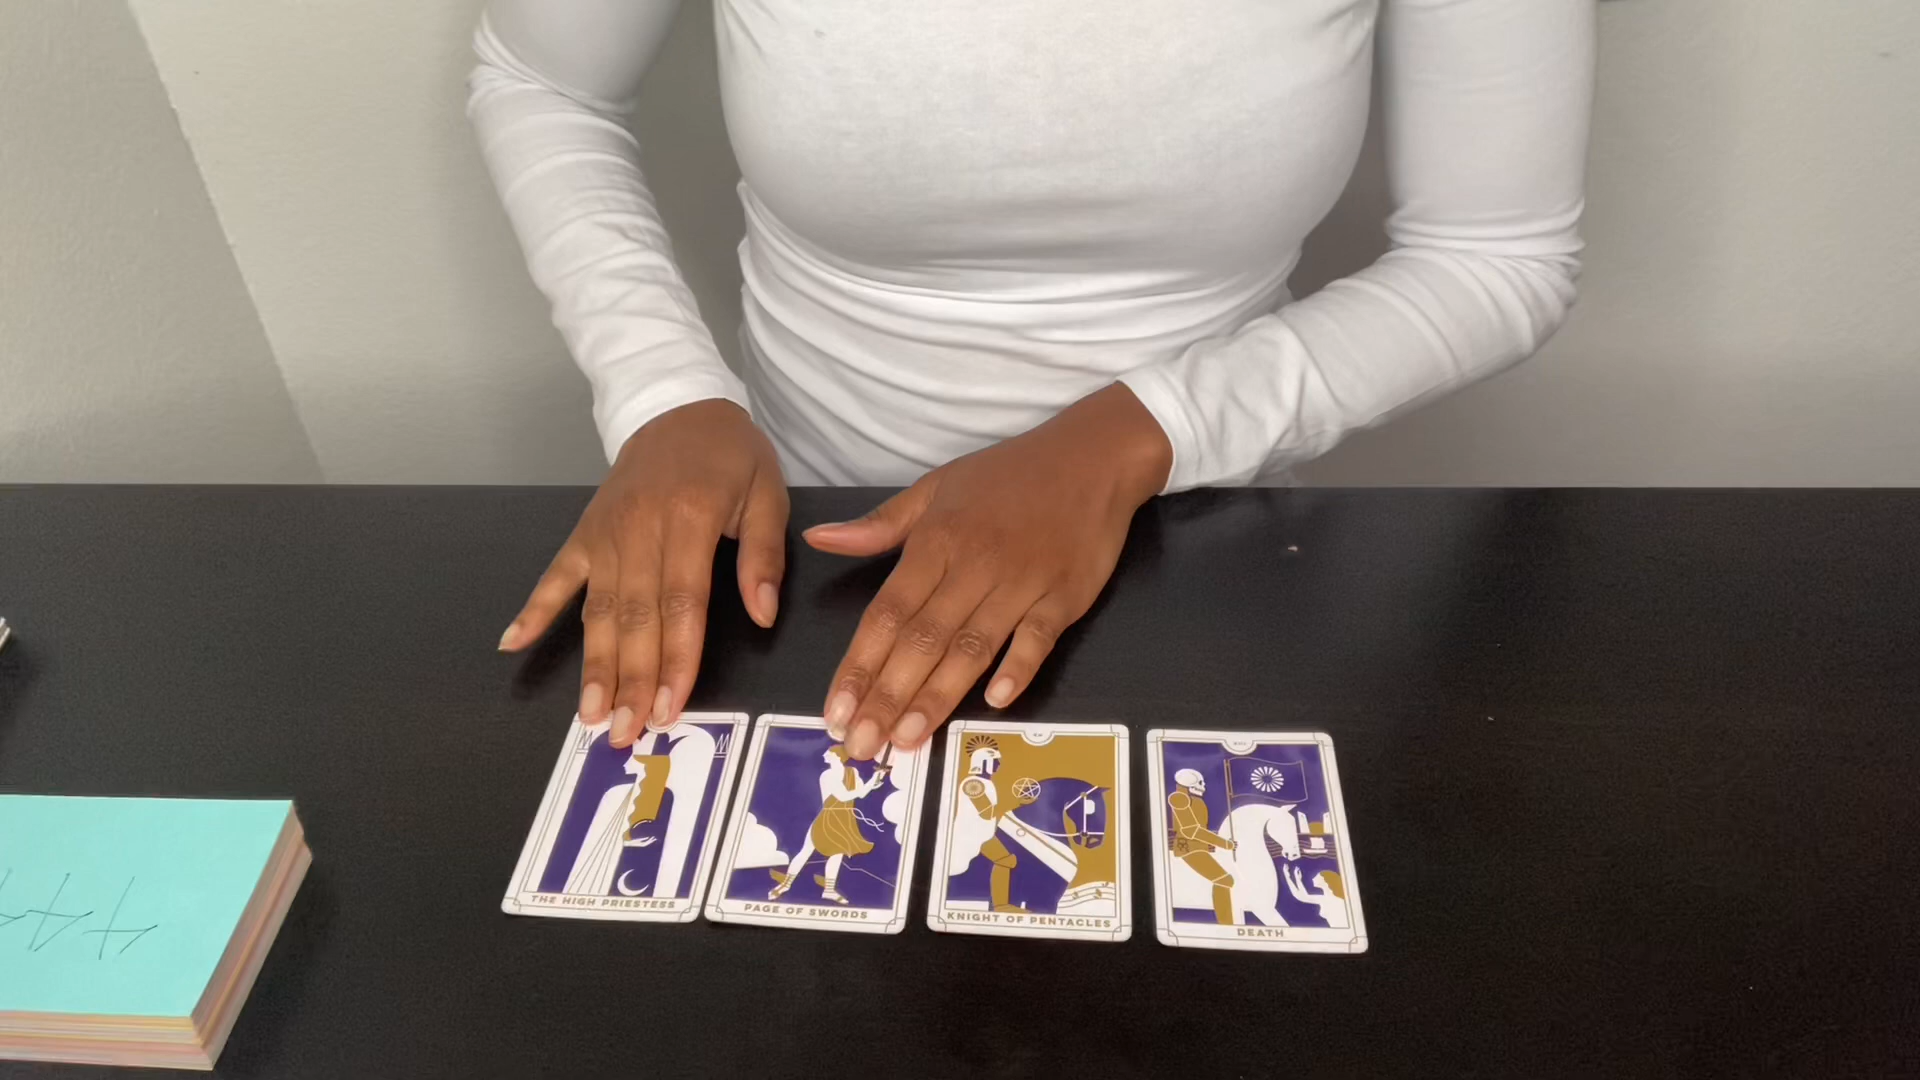 THE HIGH PRIESTESS
PAGE OF SWORDS
KNIGHT OF PENTACLES
DEATH